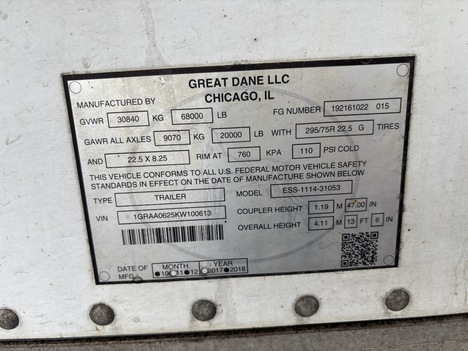 GREAT DANE LLC
MANUFACTURED BY CHICAGO, IL
GVWR 30840 KG 68000 LB FG NUMBER 192161022 015
GAWR ALL AXLES 9070 KG 20000 LB WITH 295/75R 22.5 G TIRES
AND 22.5 X 8.25 RIM AT 760 KPA 110 PSI COLD
THIS VEHICLE CONFORMS TO ALL U.S. FEDERAL MOTOR VEHICLE SAFETY
STANDARDS IN EFFECT ON THE DATE OF MANUFACTURE SHOWN BELOW
TYPE TRAILER MODEL ESS-1114-31053
VIN 1GRAA0625KW100613 COUPLER HEIGHT 1.19 M 47.00 IN
OVERALL HEIGHT 4.11 M 13 FT 6 IN
MONTH YEAR
DATE OF MFG. 10 11 12 2017 2018